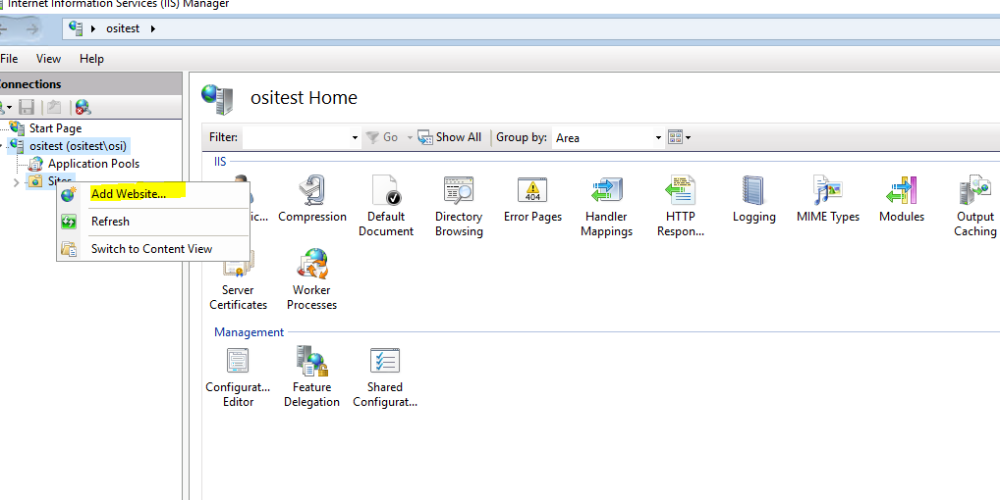 Internet Information Services (IIS) Manager
ositest
File View Help
Connections
Start Page
ositest (ositest\osi)
Application Pools
Sites
Add Website...
Refresh
Switch to Content View
ositest Home
Filter: Go Show All Group by: Area
IIS
Compression
Default Document
Directory Browsing
Error Pages
404
Handler Mappings
HTTP Respon...
Logging
MIME Types
Modules
Output Caching
Server Certificates
Worker Processes
Management
Configurat... Editor
Feature Delegation
Shared Configurat...